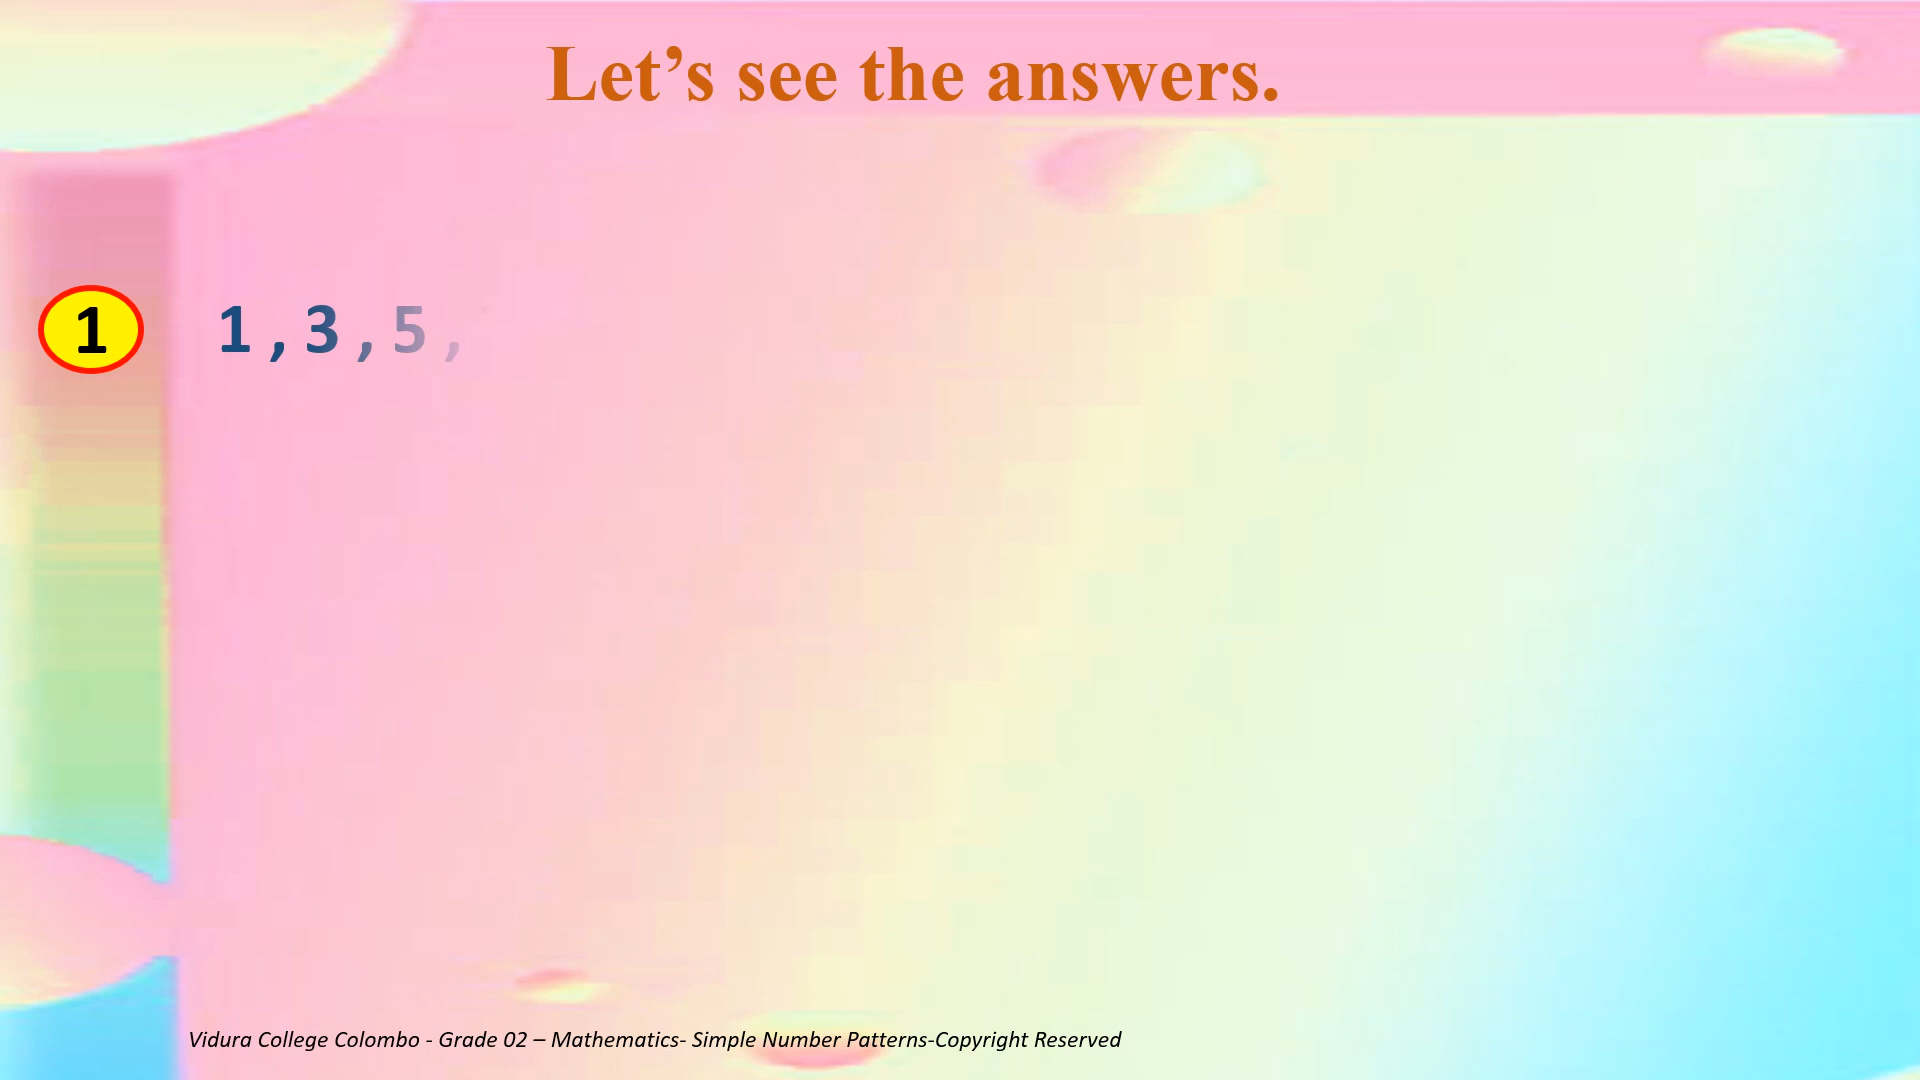 Let’s see the answers.
1 1 , 3 , 5 ,
Vidura College Colombo - Grade 02 – Mathematics- Simple Number Patterns-Copyright Reserved